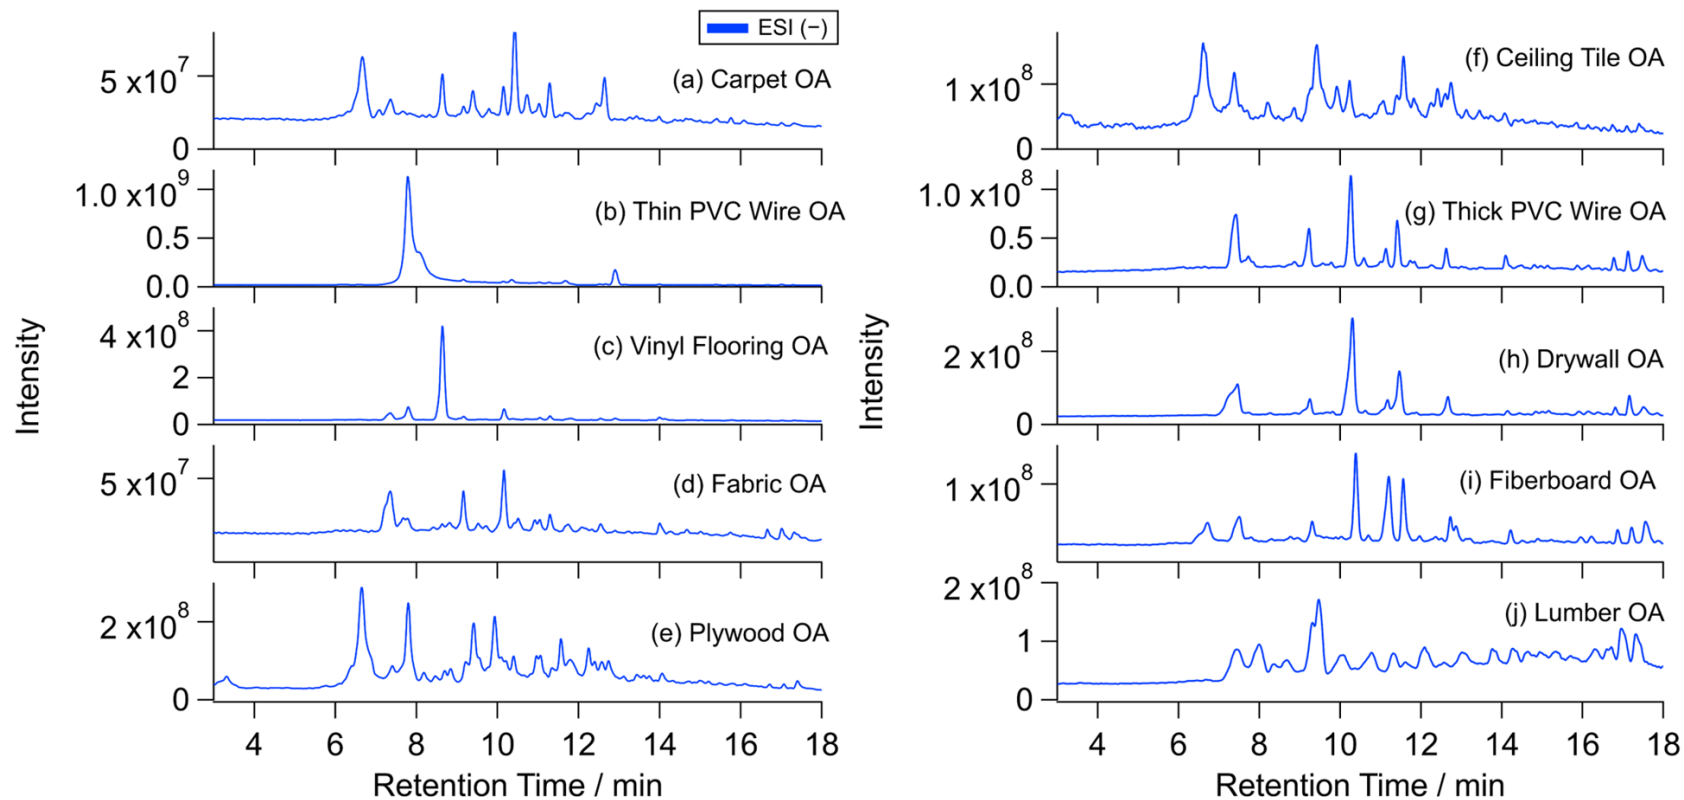 ESI (−)
5 x10^7
0
(a) Carpet OA
1.0 x10^9
0.5
0.0
(b) Thin PVC Wire OA
4 x10^8
2
0
(c) Vinyl Flooring OA
5 x10^7
(d) Fabric OA
2 x10^8
0
(e) Plywood OA
Intensity
4 6 8 10 12 14 16 18
Retention Time / min
1 x10^8
0
(f) Ceiling Tile OA
1.0 x10^8
0.5
0.0
(g) Thick PVC Wire OA
2 x10^8
0
(h) Drywall OA
1 x10^8
(i) Fiberboard OA
2 x10^8
1
0
(j) Lumber OA
Intensity
4 6 8 10 12 14 16 18
Retention Time / min